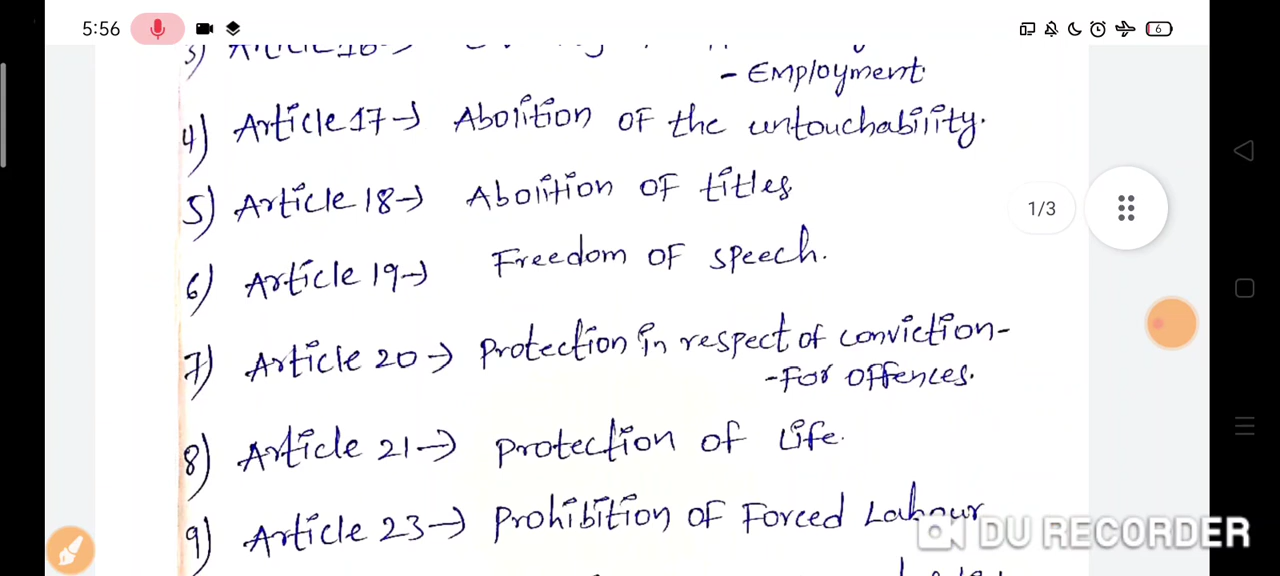 5:56
6
- Employment.
4) Article 17→ Abolition OF the untouchability.
5) Article 18→ Abolition OF titles
1/3
6) Article 19→ Freedom OF speech.
7) Article 20→ Protection in respect of conviction-
-For offences.
8) Article 21→ Protection of Life.
9) Article 23→ Prohibition of Forced Labour
DU RECORDER